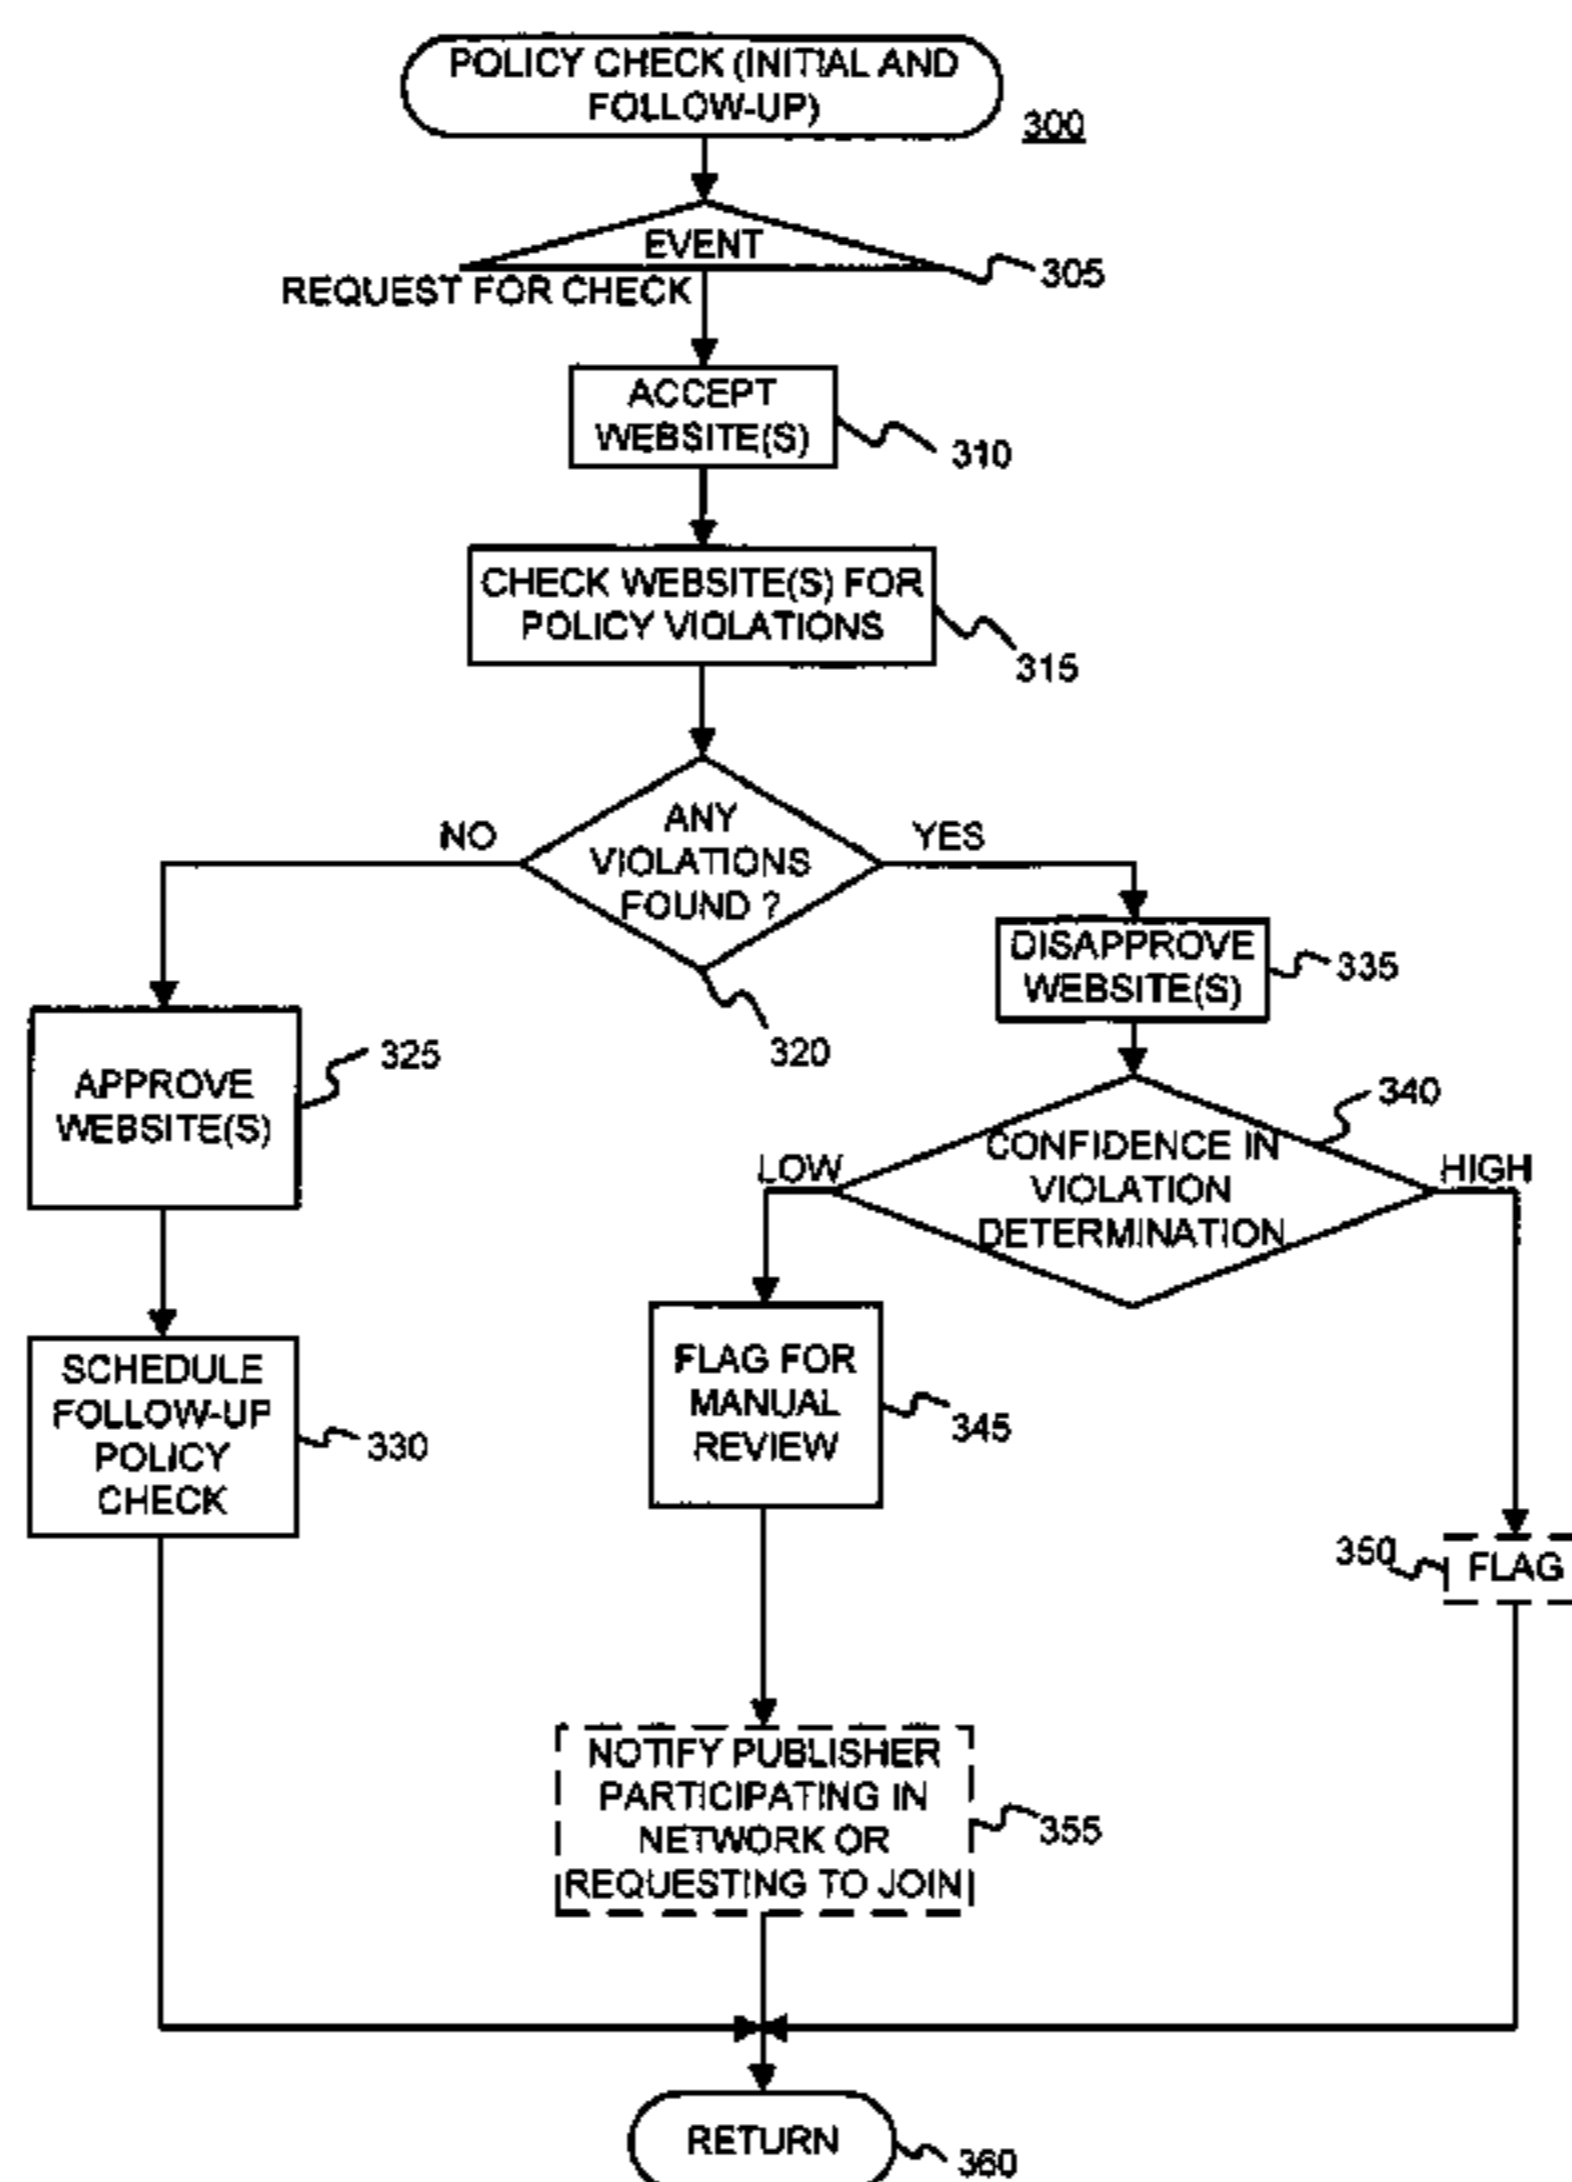 POLICY CHECK (INITIAL AND
FOLLOW-UP)
300
EVENT
305
REQUEST FOR CHECK
ACCEPT
WEBSITE(S)
310
CHECK WEBSITE(S) FOR
POLICY VIOLATIONS
315
ANY
VIOLATIONS
FOUND ?
NO
YES
320
DISAPPROVE
WEBSITE(S)
335
APPROVE
WEBSITE(S)
325
340
CONFIDENCE IN
VIOLATION
DETERMINATION
LOW
HIGH
SCHEDULE
FOLLOW-UP
POLICY
CHECK
330
FLAG FOR
MANUAL
REVIEW
345
350
FLAG
NOTIFY PUBLISHER
PARTICIPATING IN
NETWORK OR
REQUESTING TO JOIN
355
RETURN
360